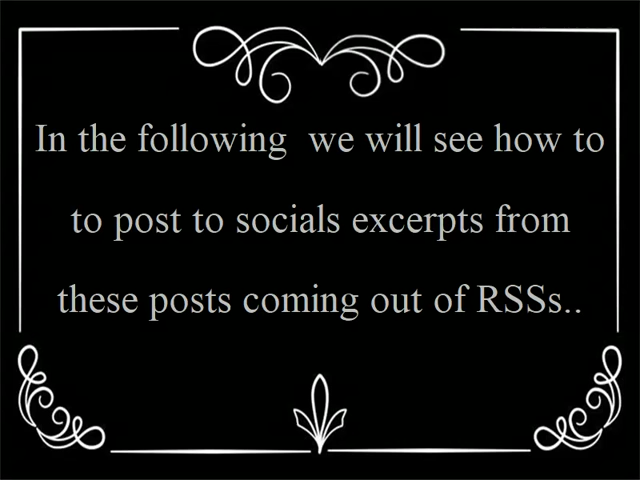 In the following  we will see how to
to post to socials excerpts from
these posts coming out of RSSs..